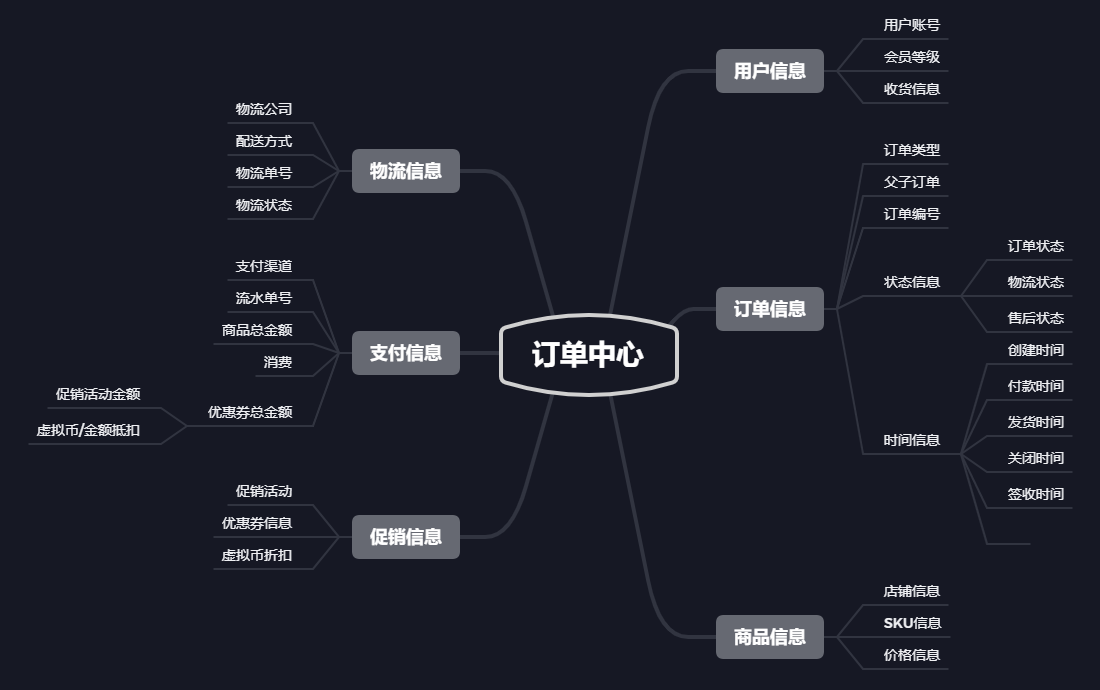 订单中心
用户信息
用户账号
会员等级
收货信息
订单信息
订单类型
父子订单
订单编号
状态信息
订单状态
物流状态
售后状态
时间信息
创建时间
付款时间
发货时间
关闭时间
签收时间
商品信息
店铺信息
SKU信息
价格信息
物流信息
物流公司
配送方式
物流单号
物流状态
支付信息
支付渠道
流水单号
商品总金额
消费
优惠券总金额
促销活动金额
虚拟币/金额抵扣
促销信息
促销活动
优惠券信息
虚拟币折扣